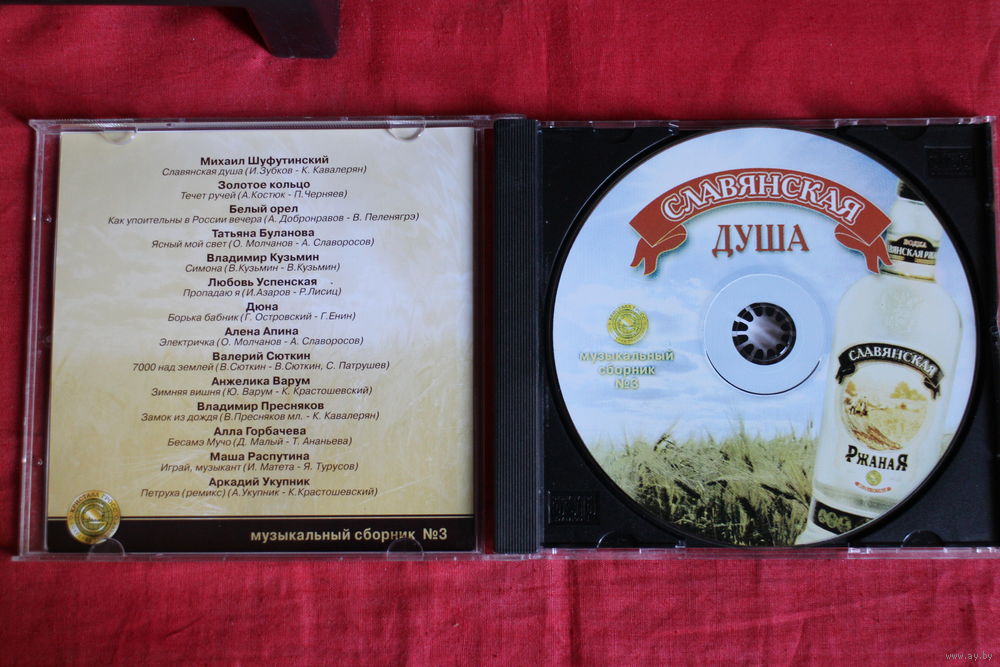 Михаил Шуфутинский
Славянская душа (И.Зубков - К. Кавалерян)
Золотое кольцо
Течет ручей (А.Костюк - П.Черняев)
Белый орел
Как упоительны в России вечера (А. Добронравов - В. Пеленягрэ)
Татьяна Буланова
Ясный мой свет (О. Молчанов - А. Славоросов)
Владимир Кузьмин
Симона (В.Кузьмин - В.Кузьмин)
Любовь Успенская
Пропадаю я (И.Азаров - Р.Лисиц)
Дюна
Борька бабник (Г. Островский - Г.Енин)
Алена Апина
Электричка (О. Молчанов - А. Славоросов)
Валерий Сюткин
7000 над землей (В.Сюткин - В.Сюткин, С. Патрушев)
Анжелика Варум
Зимняя вишня (Ю. Варум - К. Крастошевский)
Владимир Пресняков
Замок из дождя (В.Пресняков мл. - К. Кавалерян)
Алла Горбачева
Бесамэ Мучо (Д. Малый - Т. Ананьева)
Маша Распутина
Играй, музыкант (И. Матета - Я. Турусов)
Аркадий Укупник
Петруха (ремикс) (А.Укупник - К.Крастошевский)
музыкальный сборник №3
СЛАВЯНСКАЯ
ДУША
музыкальный
сборник
№3
ВОДКА
СЛАВЯНСКАЯ
РЖАНАЯ
www.ay.by